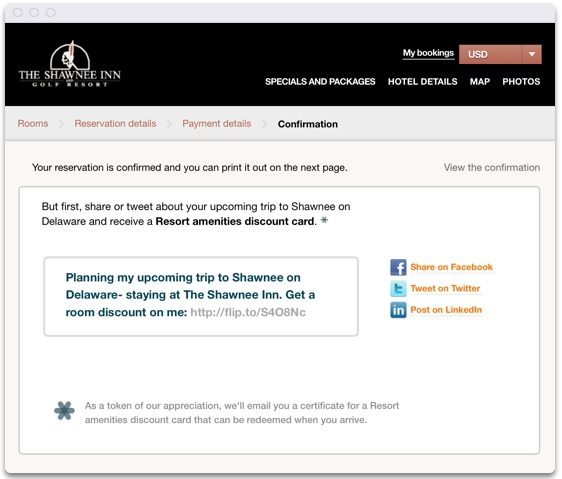 THE SHAWNEE INN
AND
GOLF RESORT
My bookings
USD
SPECIALS AND PACKAGES HOTEL DETAILS MAP PHOTOS
Rooms > Reservation details > Payment details > Confirmation
Your reservation is confirmed and you can print it out on the next page.
View the confirmation
But first, share or tweet about your upcoming trip to Shawnee on
Delaware and receive a Resort amenities discount card. *
Planning my upcoming trip to Shawnee on
Delaware- staying at The Shawnee Inn. Get a
room discount on me: http://flip.to/S4O8Nc
Share on Facebook
Tweet on Twitter
Post on LinkedIn
* As a token of our appreciation, we'll email you a certificate for a Resort
amenities discount card that can be redeemed when you arrive.